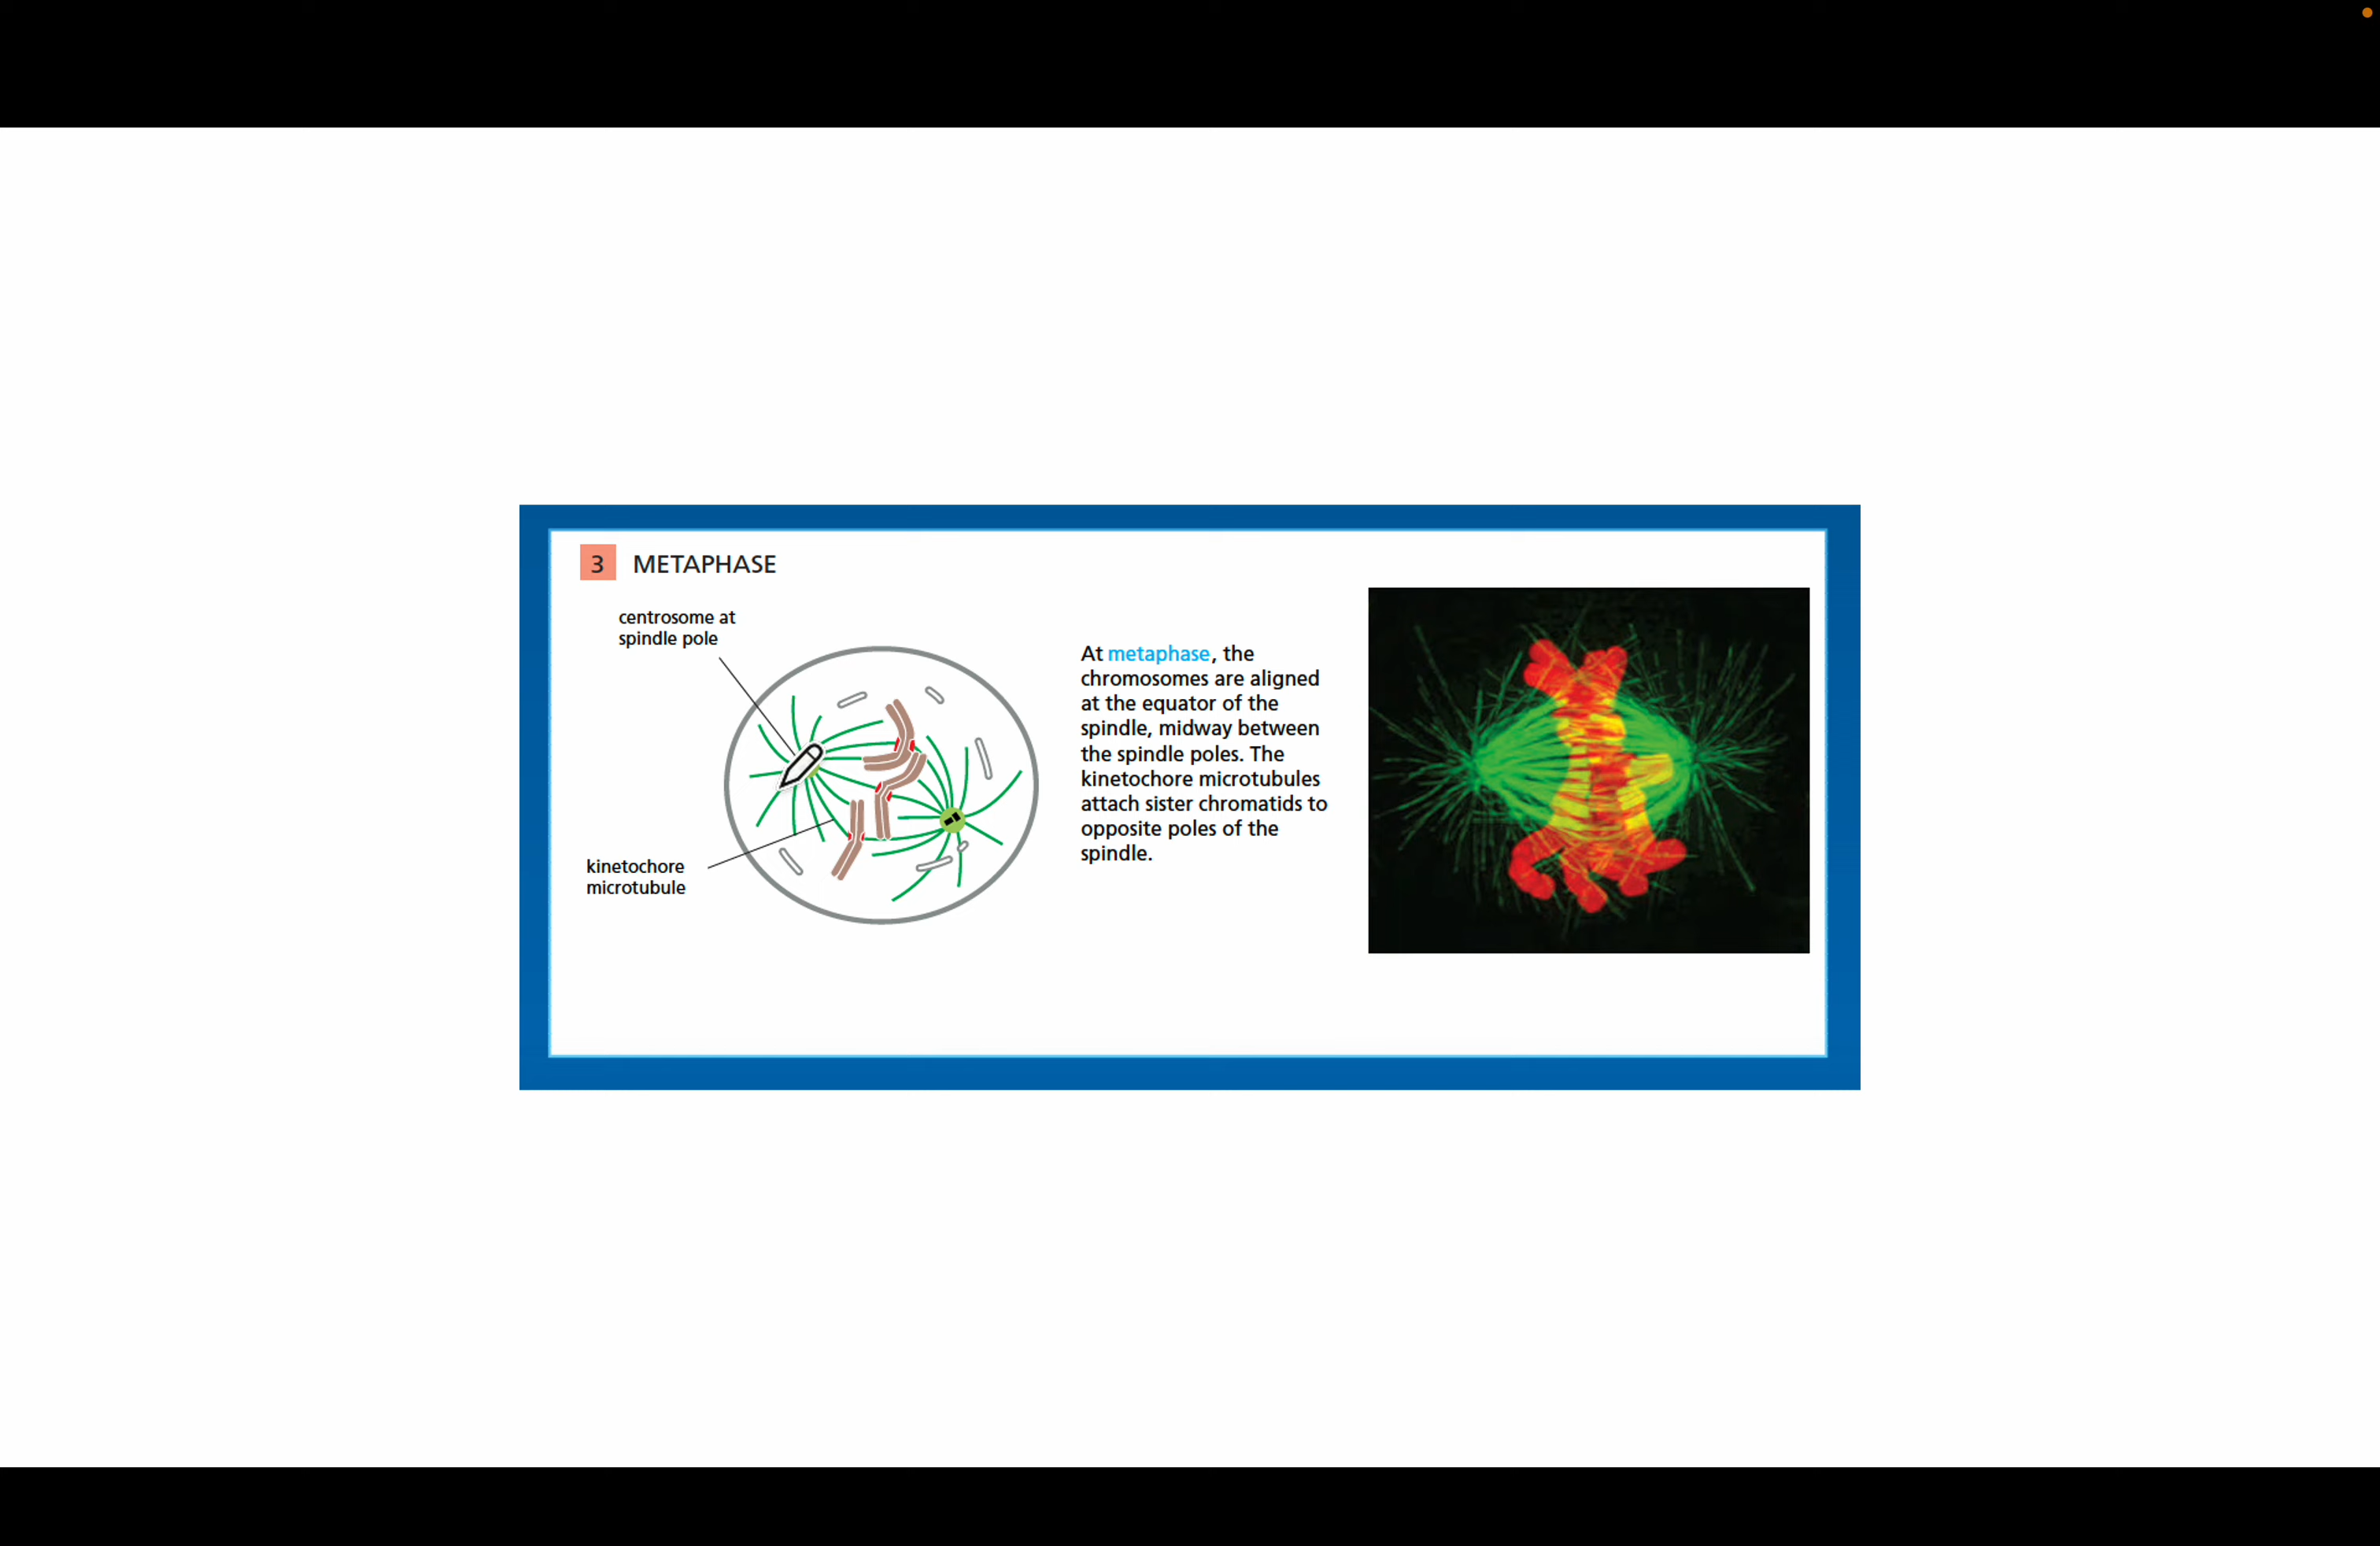 3 METAPHASE
centrosome at
spindle pole
kinetochore
microtubule
At metaphase, the
chromosomes are aligned
at the equator of the
spindle, midway between
the spindle poles. The
kinetochore microtubules
attach sister chromatids to
opposite poles of the
spindle.